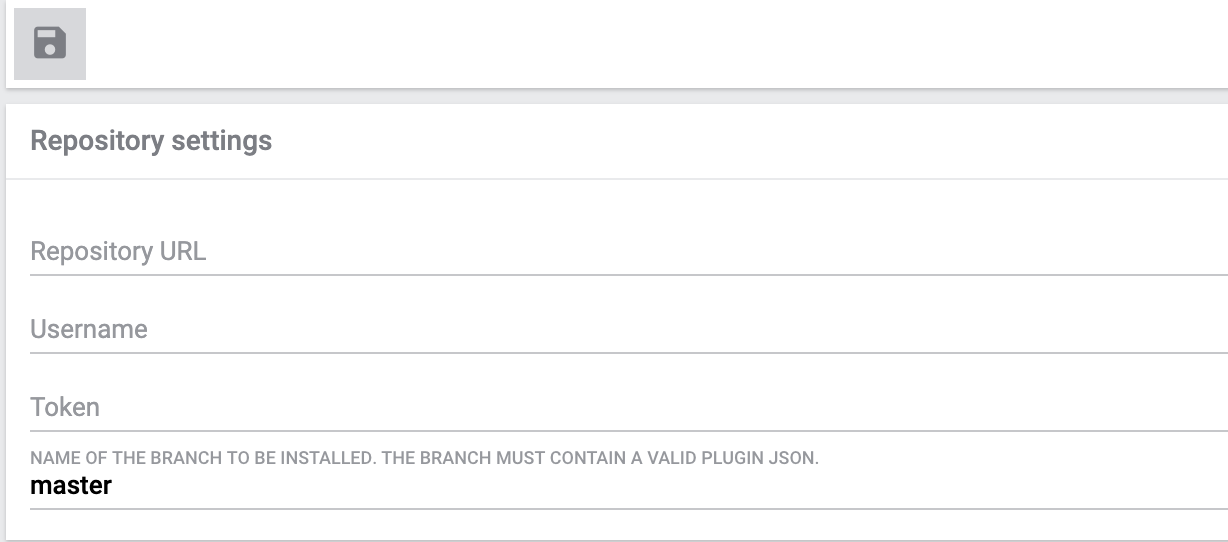 Repository settings
Repository URL
Username
Token
NAME OF THE BRANCH TO BE INSTALLED. THE BRANCH MUST CONTAIN A VALID PLUGIN JSON.
master